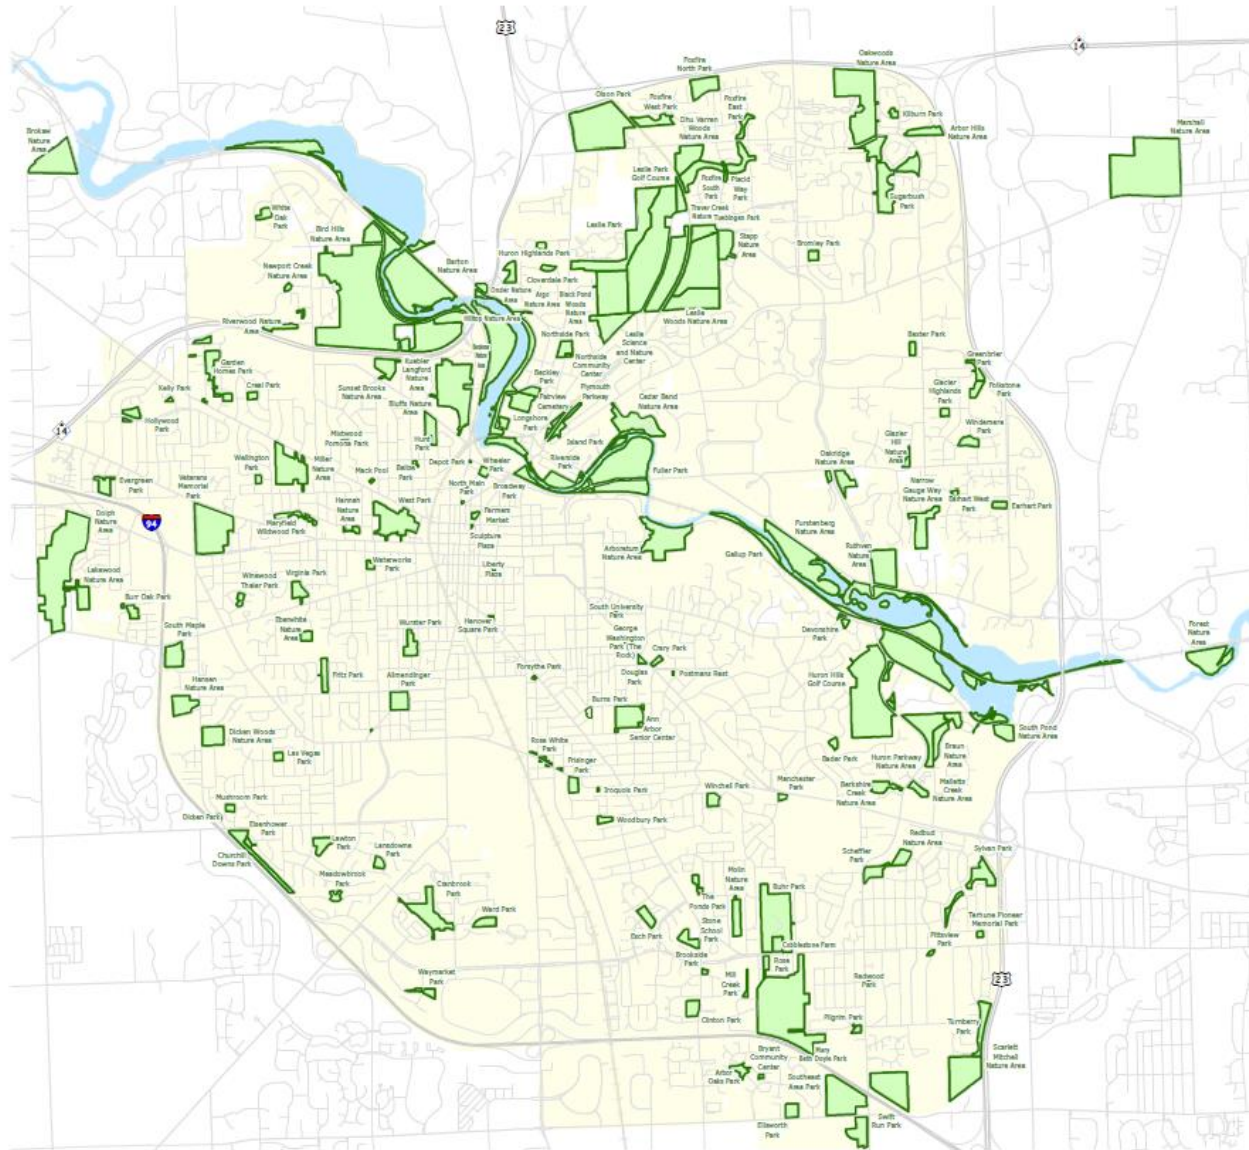 23
14
Foxfire
North Park
Oakwoods
Nature Area
Olson Park
Foxfire
West Park
Foxfire
East
Park
Dhu Varren
Woods
Nature Area
Kilburn Park
Arbor Hills
Nature Area
Marshall
Nature Area
Brokaw
Nature
Area
Leslie Park
Golf Course
Foxfire
South
Park
Placid
Way
Park
Sugarbush
Park
White
Oak
Park
Bird Hills
Nature Area
Leslie Park
Traver Creek
Nature
Tuebingen Park
Stapp
Nature
Area
Bromley Park
Newport Creek
Nature Area
Barton
Nature Area
Huron Highlands Park
Cloverdale Park
Onder Nature
Area
Argo
Nature Area
Black Pond
Woods
Nature
Area
Riverwood Nature
Area
Hilltop Nature Area
Leslie
Woods Nature Area
Northside Park
Leslie
Science
and Nature
Center
Baxter Park
Greenbrier
Park
Garden
Homes Park
Kuebler
Langford
Nature
Area
Northside
Community
Center
Beckley
Park
Plymouth
Parkway
Folkstone
Park
Kelly Park
Creal Park
Sunset Brooks
Nature Area
Fairview
Cemetery
Cedar Bend
Nature Area
Glacier
Highlands
Park
Hollywood
Park
14
Bluffs Nature
Area
Hunt
Park
Longshore
Park
Island Park
Windemere
Park
Mixtwood
Pomona Park
Glazier
Hill
Nature
Area
Wellington
Park
Miller
Nature
Area
Belize
Park
Depot Park
Wheeler
Park
Riverside
Park
Fuller Park
Oakridge
Nature Area
Evergreen
Park
Veterans
Memorial
Park
Mack Pool
North Main
Park
Broadway
Park
Narrow
Gauge Way
Nature Area
Earhart West
Park
Earhart Park
94
Dolph
Nature
Area
Hannah
Nature
Area
West Park
Farmers
Market
Maryfield
Wildwood Park
Furstenberg
Nature Area
Sculpture
Plaza
Arboretum
Nature Area
Gallup Park
Ruthven
Nature
Area
Lakewood
Nature Area
Waterworks
Park
Liberty
Plaza
Winewood
Thaler Park
Virginia Park
Burr Oak Park
South University
Park
Hanover
Square Park
Devonshire
Park
Forest
Nature
Area
South Maple
Park
Eberwhite
Nature
Area
Wurster Park
George
Washington
Park (The
Rock)
Crary Park
Forsythe Park
Douglas
Park
Postmans Rest
Huron Hills
Golf Course
Hansen
Nature Area
Fritz Park
Allmendinger
Park
Burns Park
Ann
Arbor
Senior Center
South Pond
Nature Area
Dicken Woods
Nature Area
Las Vegas
Park
Rose White
Park
Frisinger
Park
Bader Park
Huron Parkway
Nature Area
Braun
Nature
Area
Iroquois Park
Winchell Park
Manchester
Park
Berkshire
Creek
Nature Area
Malletts
Creek
Nature Area
Mushroom Park
Dicken Park
Eisenhower
Park
Woodbury Park
Lawton
Park
Lansdowne
Park
Redbud
Nature Area
Churchill
Downs Park
Scheffler
Park
Sylvan Park
Meadowbrook
Park
Cranbrook
Park
Molin
Nature
Area
Buhr Park
Ward Park
The
Ponds Park
Stone
School
Park
Terhune Pioneer
Memorial Park
Esch Park
Pittsview
Park
Cobblestone Farm
Brookside
Park
Rose
Park
Waymarket
Park
Mill
Creek
Park
Redwood
Park
23
Clinton Park
Pilgrim Park
Turnberry
Park
Mary
Beth Doyle Park
Bryant
Community
Center
Scarlett
Mitchell
Nature Area
Arbor
Oaks Park
Southeast
Area Park
Ellsworth
Park
Swift
Run Park